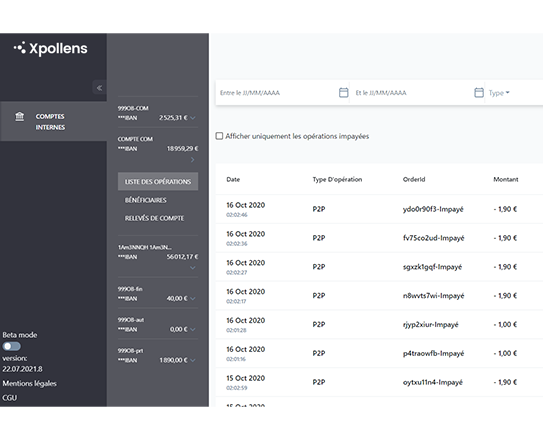 Xpollens
COMPTES
INTERNES
Beta mode
version:
22.07.2021.8
Mentions légales
CGU
999OB-COM
***IBAN 2 525,31 €
COMPTE COM
***IBAN 18 959,29 €
LISTE DES OPÉRATIONS
BÉNÉFICIAIRES
RELEVÉS DE COMPTE
1Am3NNQH 1Am3N...
***IBAN 56 012,17 €
999OB-fin
***IBAN 40,00 €
999OB-aut
***IBAN 0,00 €
999OB-prt
***IBAN 1 890,00 €
Entre le JJ/MM/AAAA Et le JJ/MM/AAAA Type
Afficher uniquement les opérations impayées
Date Type D'opération OrderId Montant
16 Oct 2020
02:02:46 P2P ydo0r90f3-Impayé - 1,90 €
16 Oct 2020
02:02:36 P2P fv75co2ud-Impayé - 1,90 €
16 Oct 2020
02:02:27 P2P sgxzk1gqf-Impayé - 1,90 €
16 Oct 2020
02:02:17 P2P n8wvts7wi-Impayé - 1,90 €
16 Oct 2020
02:01:28 P2P rjyp2xiur-Impayé - 1,00 €
16 Oct 2020
02:01:16 P2P p4traowfb-Impayé - 1,00 €
15 Oct 2020
02:02:59 P2P oytxu11n4-Impayé - 1,90 €
15 Oct 2020